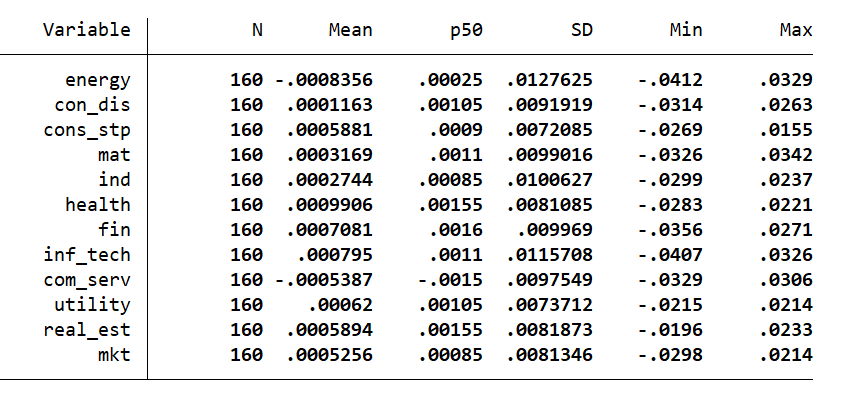 Variable N Mean p50 SD Min Max
energy 160 -.0008356 .00025 .0127625 -.0412 .0329
con_dis 160 .0001163 .00105 .0091919 -.0314 .0263
cons_stp 160 .0005881 .0009 .0072085 -.0269 .0155
mat 160 .0003169 .0011 .0099016 -.0326 .0342
ind 160 .0002744 .00085 .0100627 -.0299 .0237
health 160 .0009906 .00155 .0081085 -.0283 .0221
fin 160 .0007081 .0016 .009969 -.0356 .0271
inf_tech 160 .000795 .0011 .0115708 -.0407 .0326
com_serv 160 -.0005387 -.0015 .0097549 -.0329 .0306
utility 160 .00062 .00105 .0073712 -.0215 .0214
real_est 160 .0005894 .00155 .0081873 -.0196 .0233
mkt 160 .0005256 .00085 .0081346 -.0298 .0214